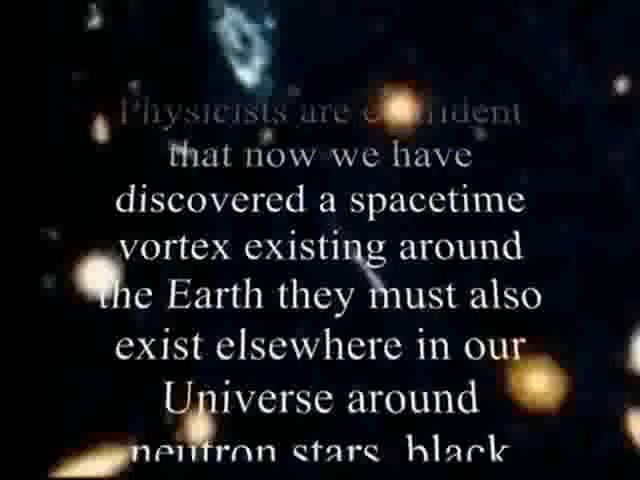 Physicists are confident
that now we have
discovered a spacetime
vortex existing around
the Earth they must also
exist elsewhere in our
Universe around
neutron stars, black